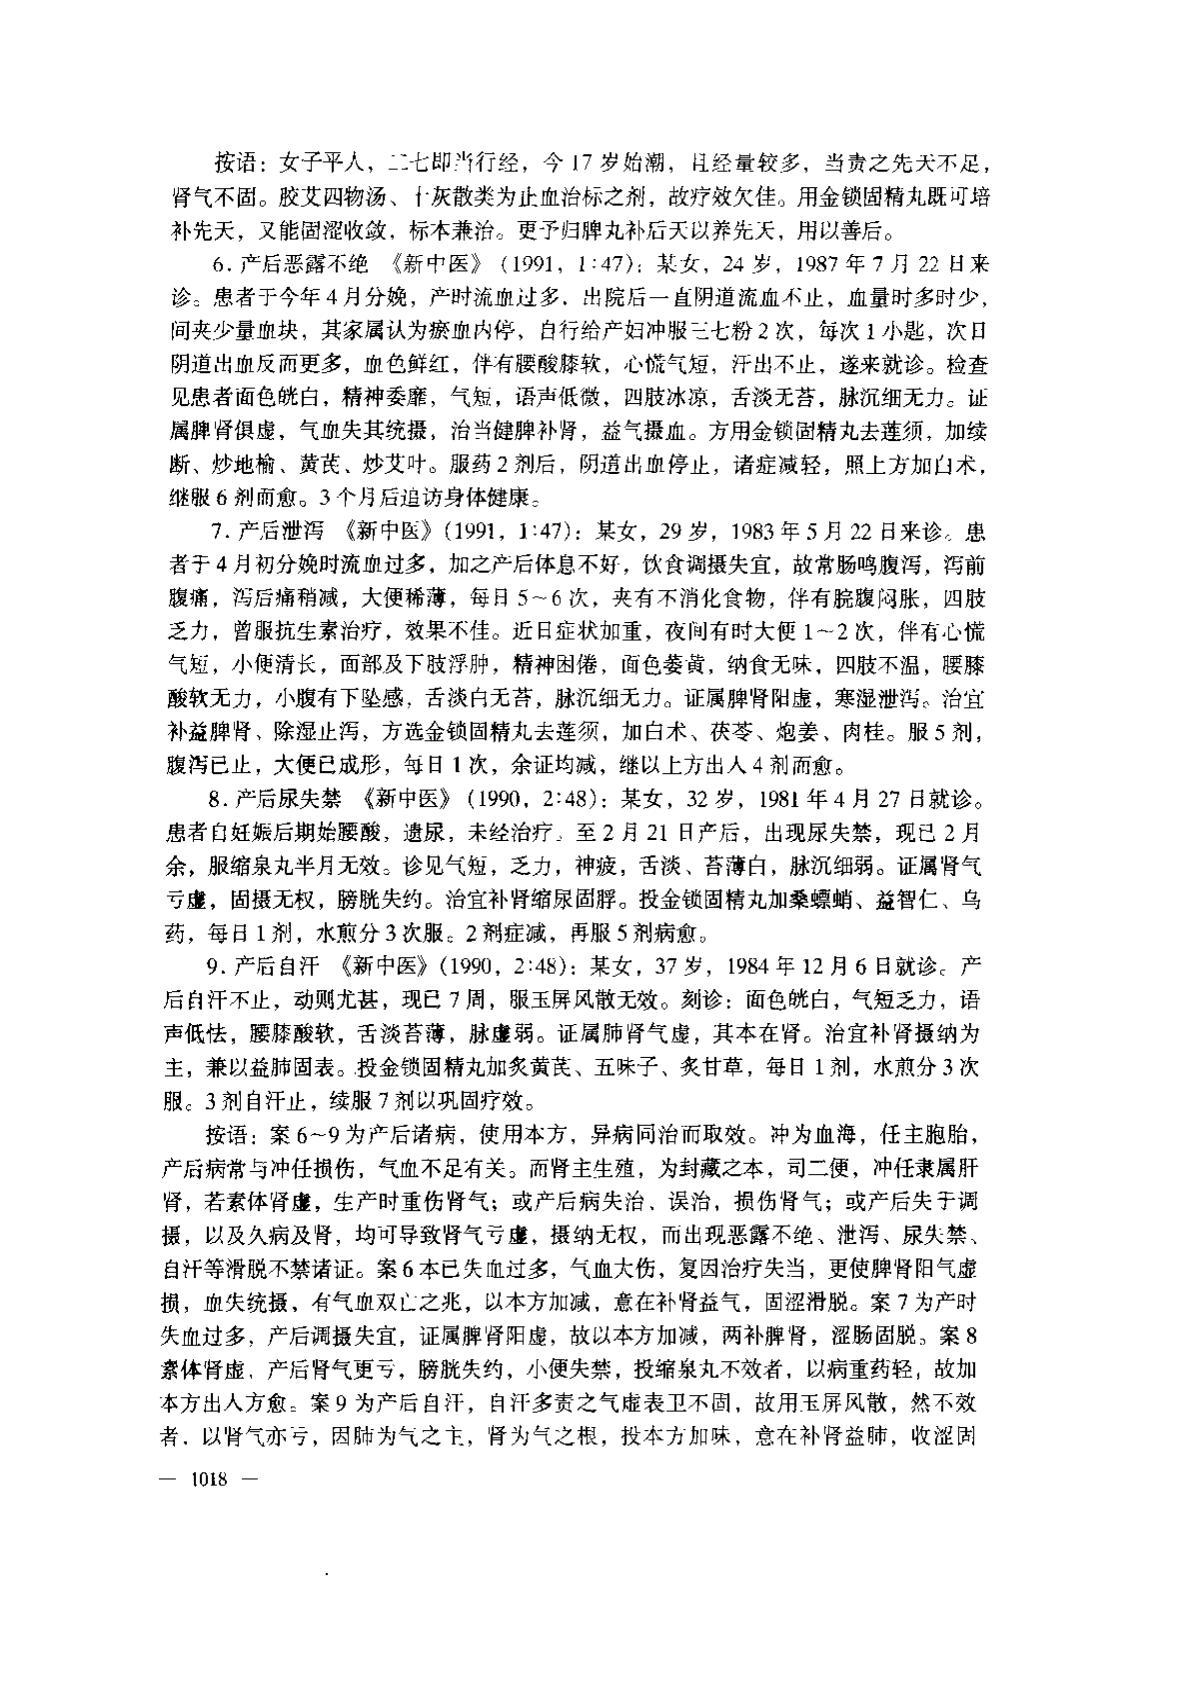 按语：女子平人，二七即当行经，今17岁始潮，且经量较多，当责之先天不足，
肾气不固。胶艾四物汤、十灰散类为止血治标之剂，故疗效欠佳。用金锁固精丸既可培
补先天，又能固涩收敛，标本兼治。更予归脾丸补后天以养先天，用以善后。
6. 产后恶露不绝 《新中医》（1991，1:47）：某女，24岁，1987年7月22日来
诊。患者于今年4月分娩，产时流血过多，出院后一直阴道流血不止，血量时多时少，
间夹少量血块，其家属认为瘀血内停，自行给产妇冲服三七粉2次，每次1小匙，次日
阴道出血反而更多，血色鲜红，伴有腰酸膝软，心慌气短，汗出不止，遂来就诊。检查
见患者面色㿠白，精神委靡，气短，语声低微，四肢冰凉，舌淡无苔，脉沉细无力。证
属脾肾俱虚，气血失其统摄，治当健脾补肾，益气摄血。方用金锁固精丸去莲须，加续
断、炒地榆、黄芪、炒艾叶。服药2剂后，阴道出血停止，诸症减轻，照上方加白术，
继服6剂而愈。3个月后追访身体健康。
7. 产后泄泻 《新中医》（1991，1:47）：某女，29岁，1983年5月22日来诊。患
者于4月初分娩时流血过多，加之产后体息不好，饮食调摄失宜，故常肠鸣腹泻，泻前
腹痛，泻后痛稍减，大便稀薄，每日5～6次，夹有不消化食物，伴有脘腹闷胀，四肢
乏力，曾服抗生素治疗，效果不佳。近日症状加重，夜间有时大便1～2次，伴有心慌
气短，小便清长，面部及下肢浮肿，精神困倦，面色萎黄，纳食无味，四肢不温，腰膝
酸软无力，小腹有下坠感，舌淡白无苔，脉沉细无力。证属脾肾阳虚，寒湿泄泻。治宜
补益脾肾、除湿止泻，方选金锁固精丸去莲须，加白术、茯苓、炮姜、肉桂。服5剂，
腹泻已止，大便已成形，每日1次，余证均减，继以上方出入4剂而愈。
8. 产后尿失禁 《新中医》（1990，2:48）：某女，32岁，1981年4月27日就诊。
患者自妊娠后期始腰酸，遗尿，未经治疗。至2月21日产后，出现尿失禁，现已2月
余，服缩泉丸半月无效。诊见气短，乏力，神疲，舌淡、苔薄白，脉沉细弱。证属肾气
亏虚，固摄无权，膀胱失约。治宜补肾缩尿固脬。投金锁固精丸加桑螵蛸、益智仁、乌
药，每日1剂，水煎分3次服。2剂症减，再服5剂病愈。
9. 产后自汗 《新中医》（1990，2:48）：某女，37岁，1984年12月6日就诊。产
后自汗不止，动则尤甚，现已7周，服玉屏风散无效。刻诊：面色㿠白，气短乏力，语
声低怯，腰膝酸软，舌淡苔薄，脉虚弱。证属肺肾气虚，其本在肾。治宜补肾摄纳为
主，兼以益肺固表。投金锁固精丸加炙黄芪、五味子、炙甘草，每日1剂，水煎分3次
服。3剂自汗止，续服7剂以巩固疗效。
按语：案6～9为产后诸病，使用本方，异病同治而取效。冲为血海，任主胞胎，
产后病常与冲任损伤，气血不足有关。而肾主生殖，为封藏之本，司二便，冲任隶属肝
肾，若素体肾虚，生产时重伤肾气；或产后病失治、误治，损伤肾气；或产后失于调
摄，以及久病及肾，均可导致肾气亏虚，摄纳无权，而出现恶露不绝、泄泻、尿失禁、
自汗等滑脱不禁诸证。案6本已失血过多，气血大伤，复因治疗失当，更使脾肾阳气虚
损，血失统摄，有气血双亡之兆，以本方加减，意在补肾益气，固涩滑脱。案7为产时
失血过多，产后调摄失宜，证属脾肾阳虚，故以本方加减，两补脾肾，涩肠固脱。案8
素体肾虚，产后肾气更亏，膀胱失约，小便失禁，投缩泉丸不效者，以病重药轻，故加
本方出入方愈。案9为产后自汗，自汗多责之气虚表卫不固，故用玉屏风散，然不效
者，以肾气亦亏，因肺为气之主，肾为气之根，投本方加味，意在补肾益肺，收涩固
— 1018 —